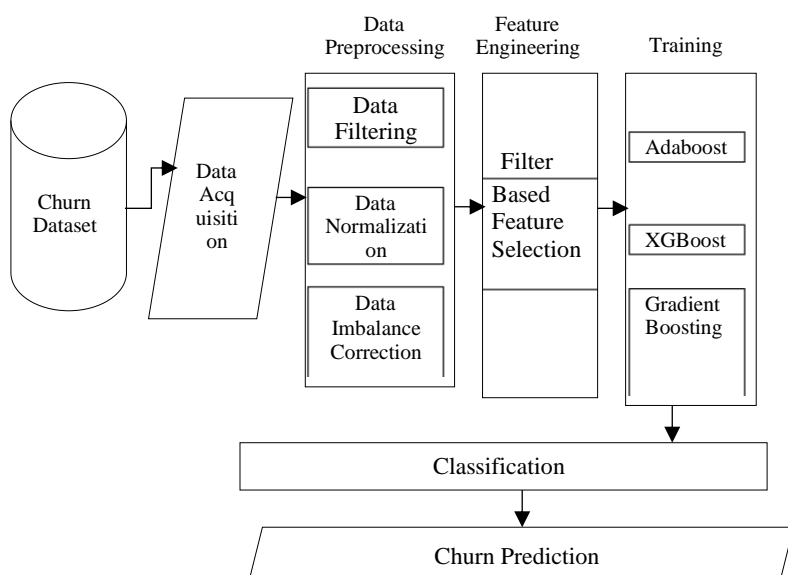 Data
Preprocessing
Feature
Engineering
Training
Churn
Dataset
Data
Acq
uisiti
on
Data
Filtering
Data
Normalizati
on
Data
Imbalance
Correction
Filter
Based
Feature
Selection
Adaboost
XGBoost
Gradient
Boosting
Classification
Churn Prediction